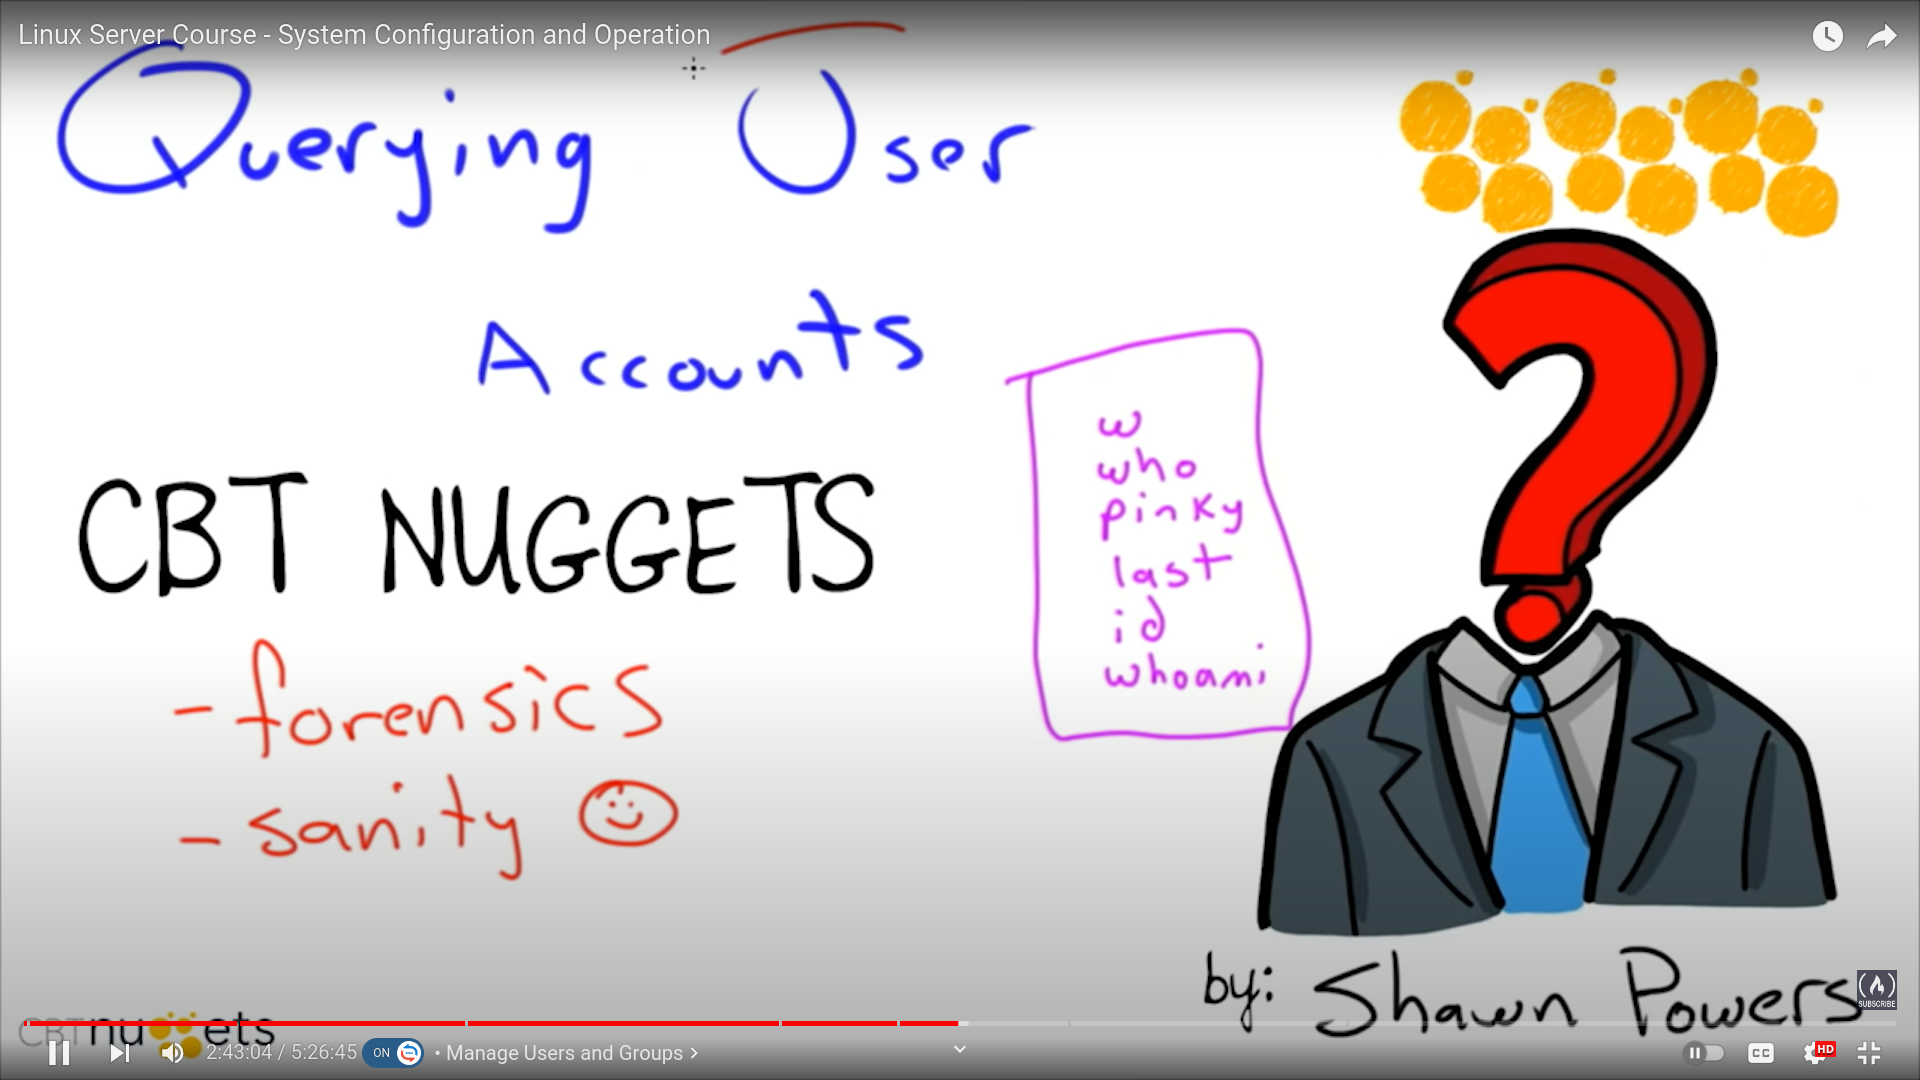 Linux Server Course - System Configuration and Operation
Querying User
Accounts
CBT NUGGETS
- forensics
- sanity
w
who
pinky
last
id
whoami
by: Shawn Powers
SUBSCRIBE
CBT nuggets
2:43:04 / 5:26:45
ON
• Manage Users and Groups >
CC
HD